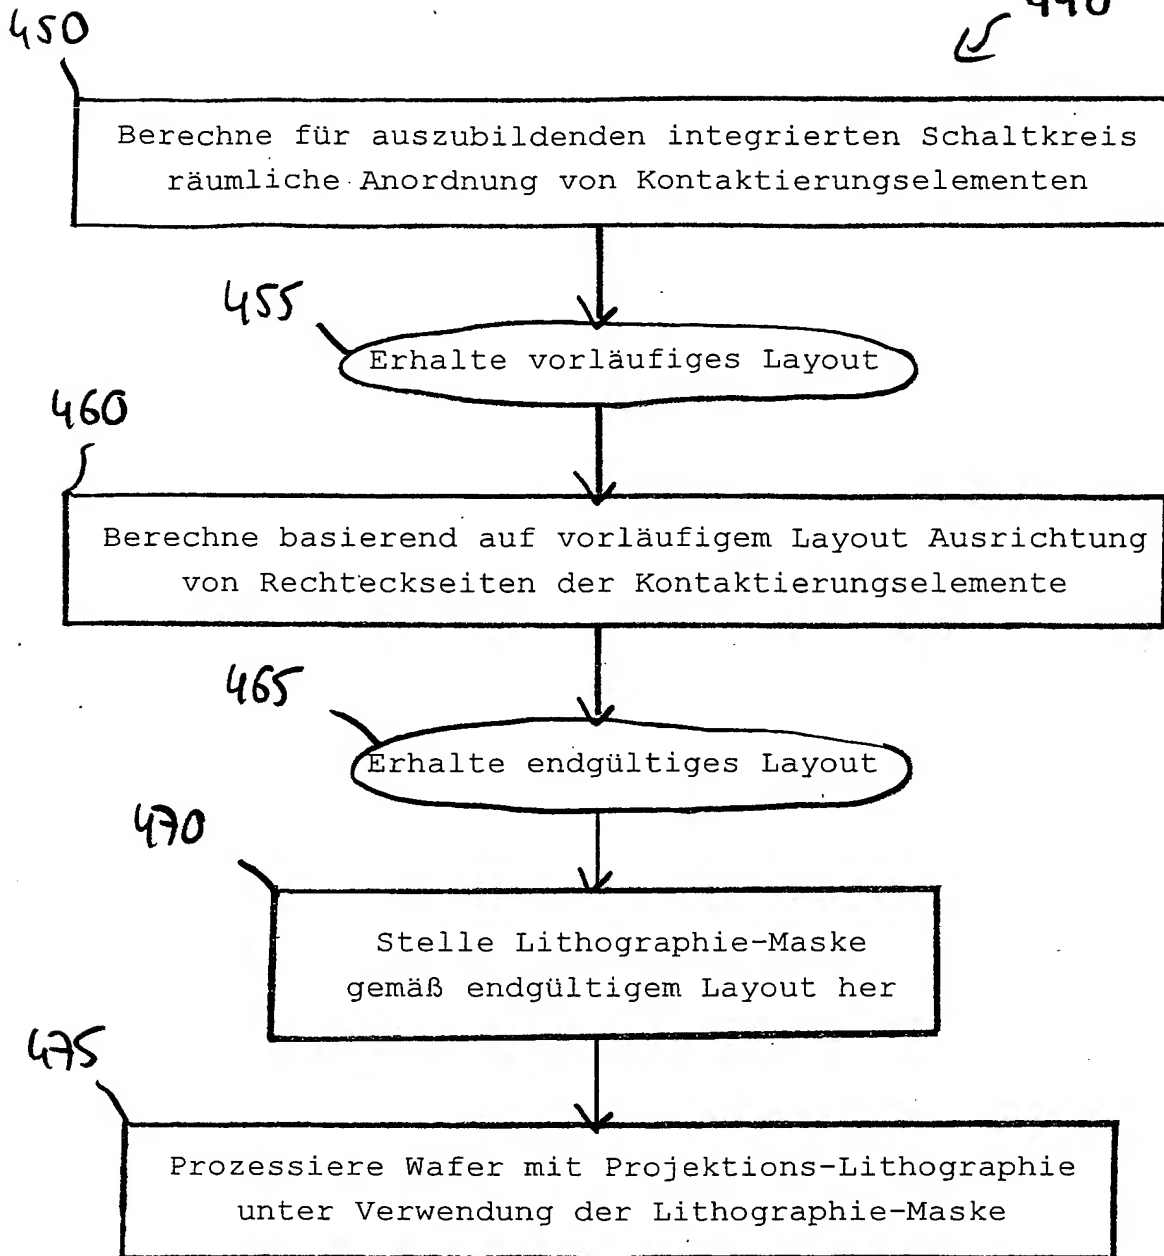 450
Berechne für auszubildenden integrierten Schaltkreis
räumliche Anordnung von Kontaktierungselementen
455
Erhalte vorläufiges Layout
460
Berechne basierend auf vorläufigem Layout Ausrichtung
von Rechteckseiten der Kontaktierungselemente
465
Erhalte endgültiges Layout
470
Stelle Lithographie-Maske
gemäß endgültigem Layout her
475
Prozessiere Wafer mit Projektions-Lithographie
unter Verwendung der Lithographie-Maske